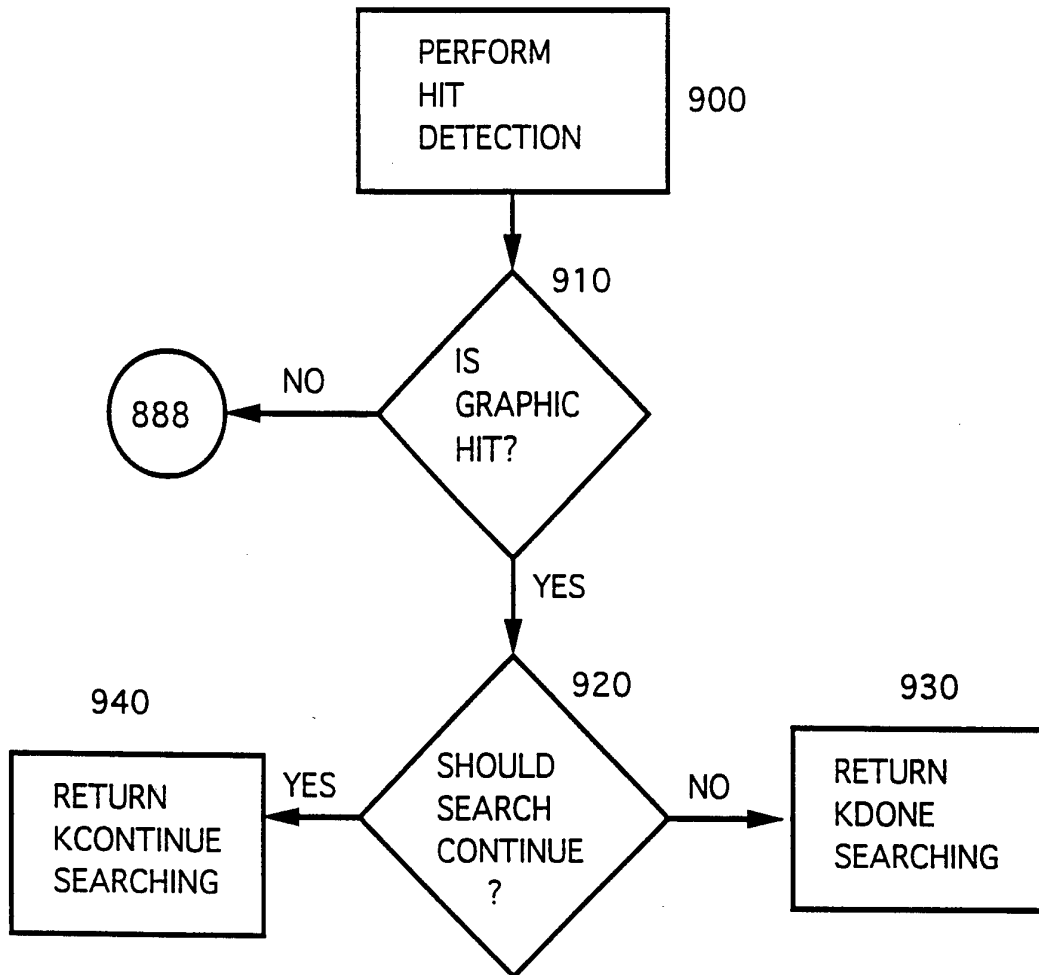 PERFORM
HIT
DETECTION
900
910
IS
GRAPHIC
HIT?
NO
888
YES
920
SHOULD
SEARCH
CONTINUE
?
YES
NO
940
RETURN
KCONTINUE
SEARCHING
930
RETURN
KDONE
SEARCHING